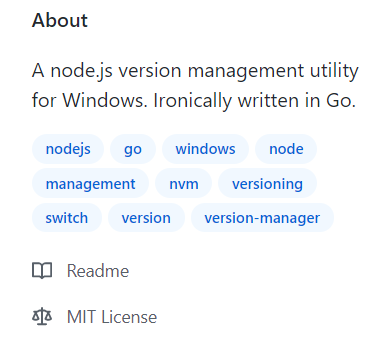 About
A node.js version management utility
for Windows. Ironically written in Go.
nodejs go windows node
management nvm versioning
switch version version-manager
Readme
MIT License